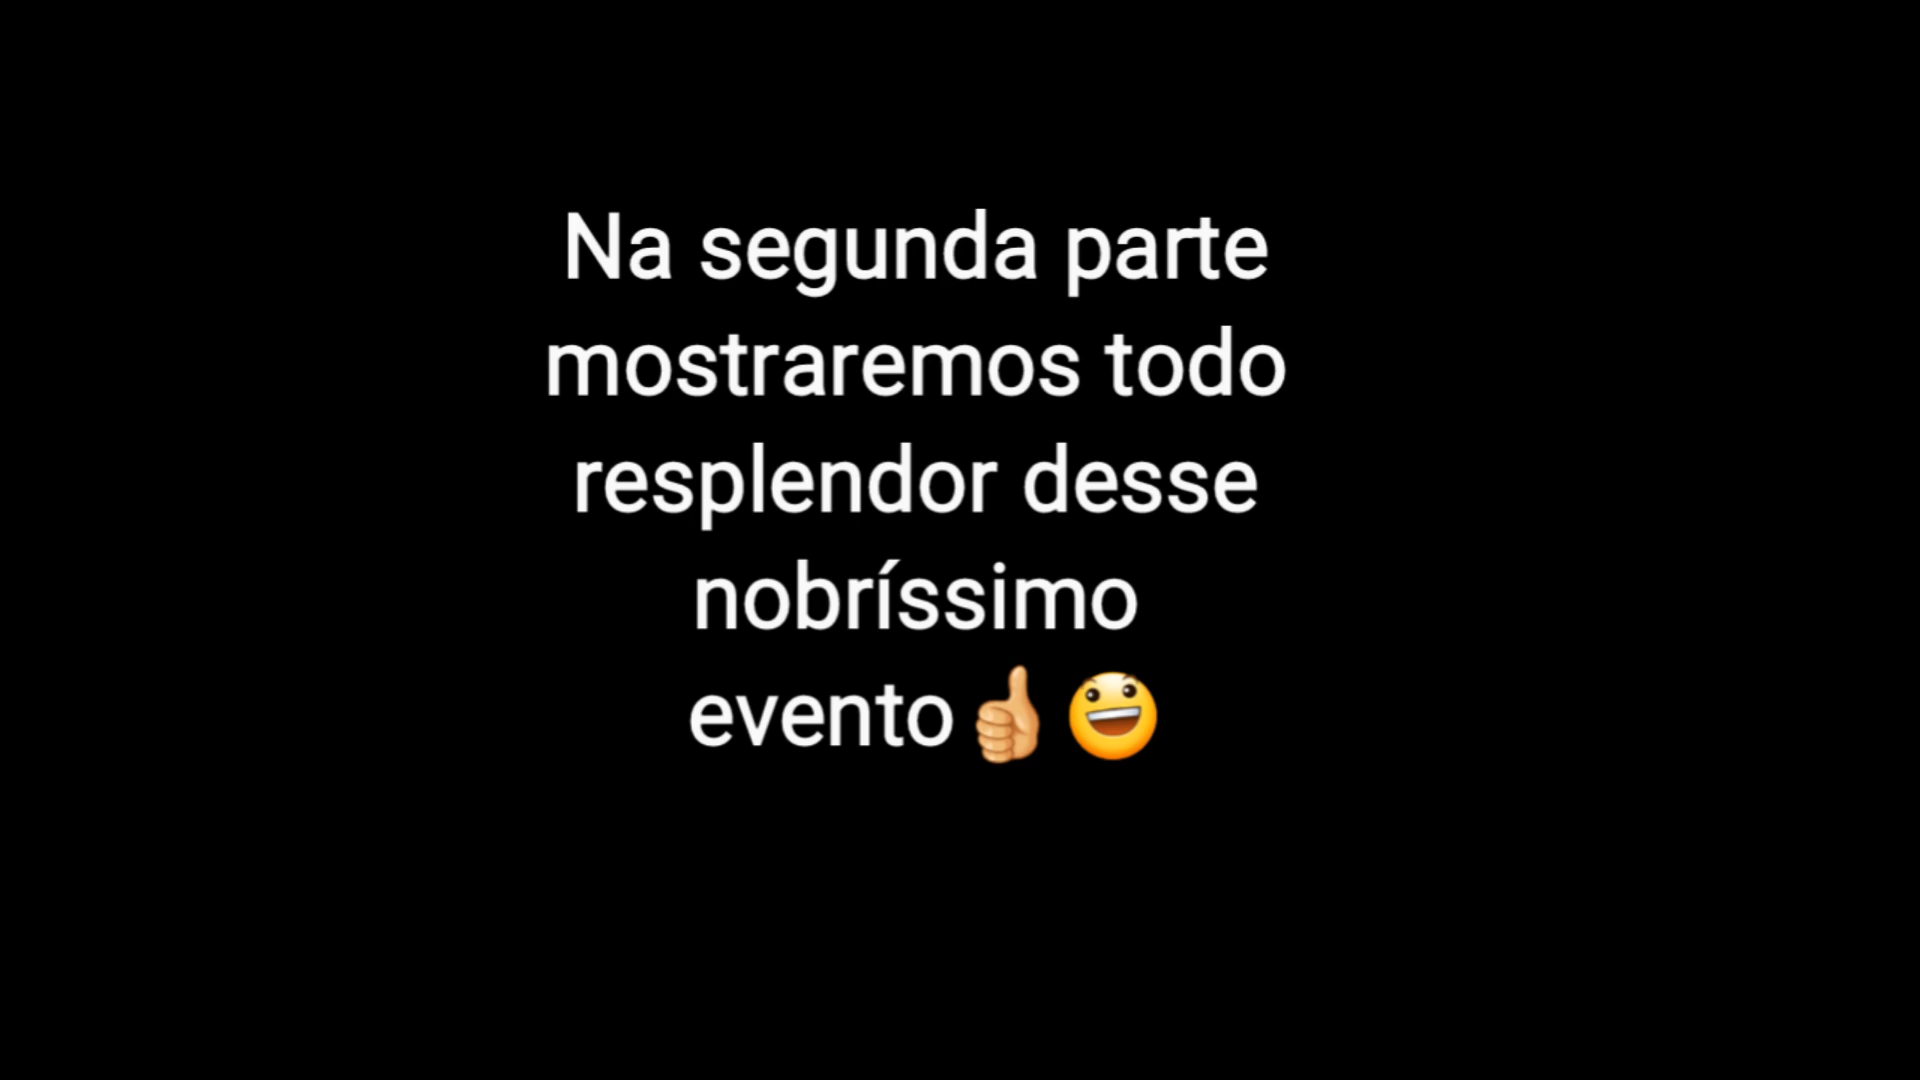 Na segunda parte
mostraremos todo
resplendor desse
nobríssimo
evento👍😃